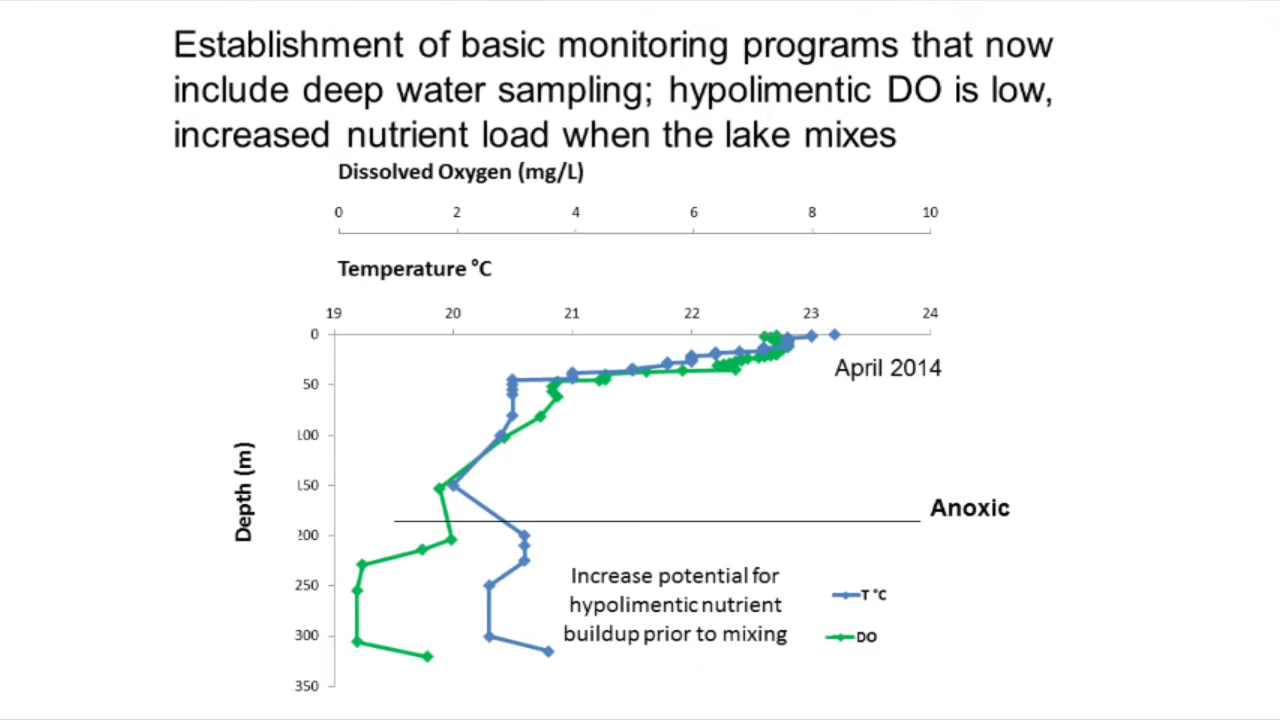 Establishment of basic monitoring programs that now
include deep water sampling; hypolimentic DO is low,
increased nutrient load when the lake mixes
Dissolved Oxygen (mg/L)
0 2 4 6 8 10
Temperature °C
19 20 21 22 23 24
0
April 2014
50
100
Depth (m)
150
Anoxic
200
250
300
350
Increase potential for
hypolimentic nutrient
buildup prior to mixing
T °C
DO